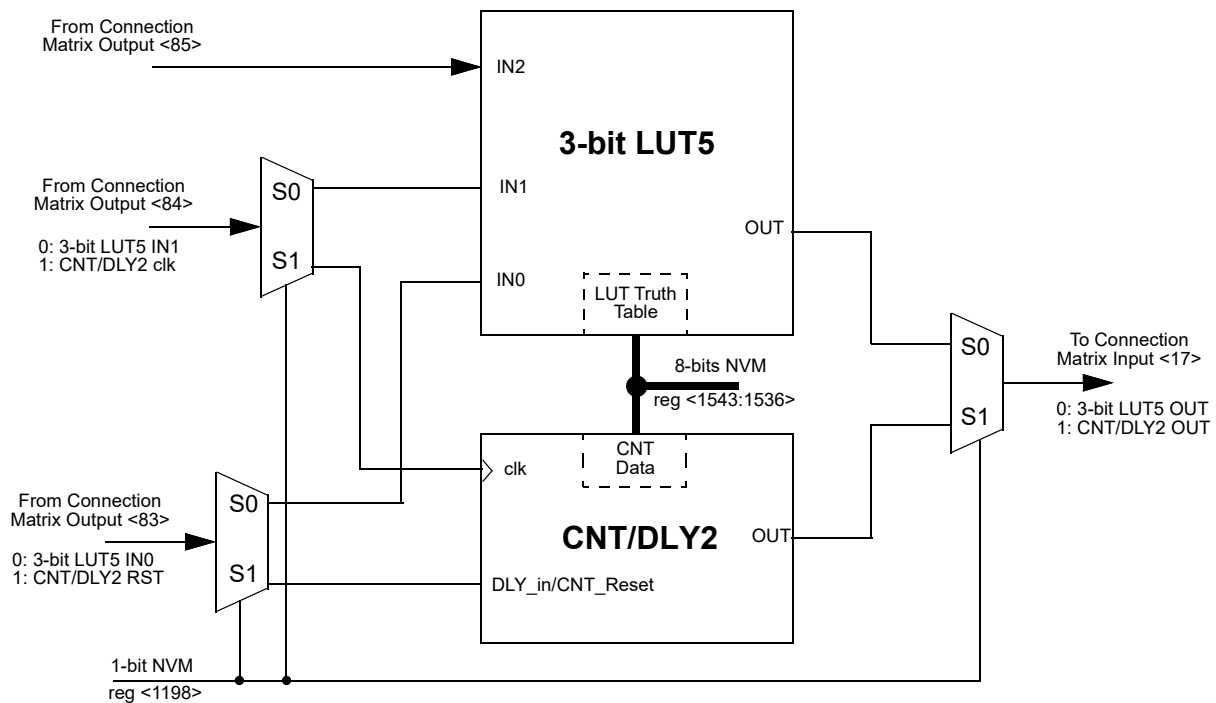 From Connection
Matrix Output <85>
IN2
3-bit LUT5
From Connection
Matrix Output <84>
0: 3-bit LUT5 IN1
1: CNT/DLY2 clk
S0
S1
IN1
IN0
OUT
LUT Truth
Table
8-bits NVM
reg <1543:1536>
S0
S1
To Connection
Matrix Input <17>
0: 3-bit LUT5 OUT
1: CNT/DLY2 OUT
CNT
Data
clk
CNT/DLY2
OUT
DLY_in/CNT_Reset
From Connection
Matrix Output <83>
0: 3-bit LUT5 IN0
1: CNT/DLY2 RST
S0
S1
1-bit NVM
reg <1198>